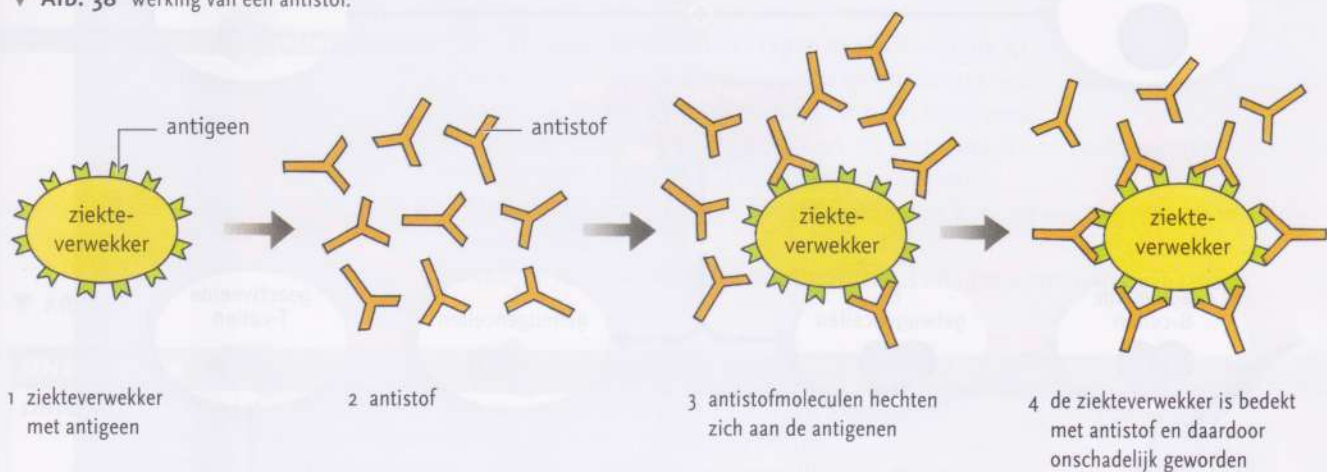 ▼ Afb. 38 werking van een antistof.
antigeen
ziekte-
verwekker
antistof
ziekte-
verwekker
ziekte-
verwekker
1 ziekteverwekker
met antigeen
2 antistof
3 antistofmoleculen hechten
zich aan de antigenen
4 de ziekteverwekker is bedekt
met antistof en daardoor
onschadelijk geworden